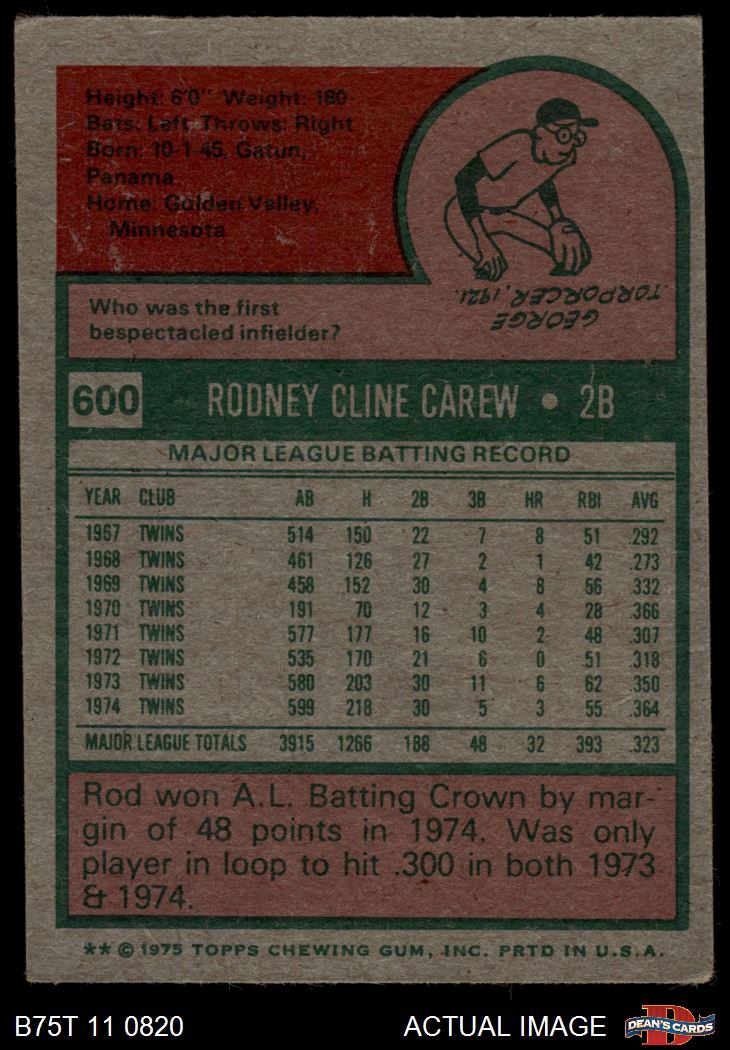 Height: 6'0" Weight: 180
Bats: Left Throws: Right
Born: 10-1-45, Gatun,
Panama
Home: Golden Valley,
Minnesota
GEORGE
TORPORCER, 1921.
Who was the first
bespectacled infielder?
600 RODNEY CLINE CAREW • 2B
MAJOR LEAGUE BATTING RECORD
YEAR CLUB AB H 2B 3B HR RBI AVG
1967 TWINS 514 150 22 7 8 51 .292
1968 TWINS 461 126 27 2 1 42 .273
1969 TWINS 458 152 30 4 8 56 .332
1970 TWINS 191 70 12 3 4 28 .366
1971 TWINS 577 177 16 10 2 48 .307
1972 TWINS 535 170 21 6 0 51 .318
1973 TWINS 580 203 30 11 6 62 .350
1974 TWINS 599 218 30 5 3 55 .364
MAJOR LEAGUE TOTALS 3915 1266 188 48 32 393 .323
Rod won A.L. Batting Crown by mar-
gin of 48 points in 1974. Was only
player in loop to hit .300 in both 1973
& 1974.
** © 1975 TOPPS CHEWING GUM, INC. PRTD IN U.S.A.
B75T 11 0820 ACTUAL IMAGE D DEAN'S CARDS